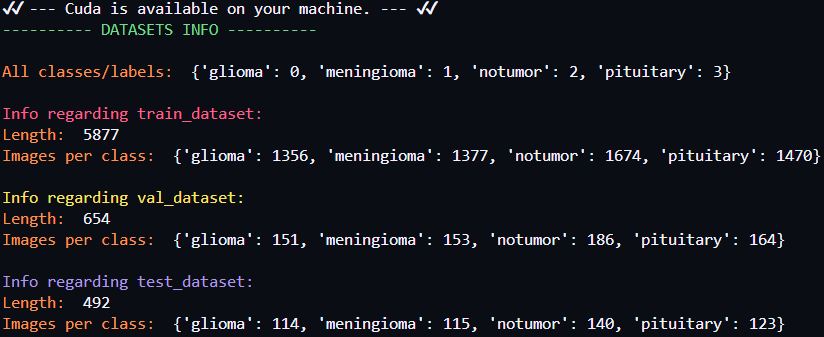 ✔✔ --- Cuda is available on your machine. --- ✔✔
---------- DATASETS INFO ----------
All classes/labels:  {'glioma': 0, 'meningioma': 1, 'notumor': 2, 'pituitary': 3}
Info regarding train_dataset:
Length:  5877
Images per class:  {'glioma': 1356, 'meningioma': 1377, 'notumor': 1674, 'pituitary': 1470}
Info regarding val_dataset:
Length:  654
Images per class:  {'glioma': 151, 'meningioma': 153, 'notumor': 186, 'pituitary': 164}
Info regarding test_dataset:
Length:  492
Images per class:  {'glioma': 114, 'meningioma': 115, 'notumor': 140, 'pituitary': 123}